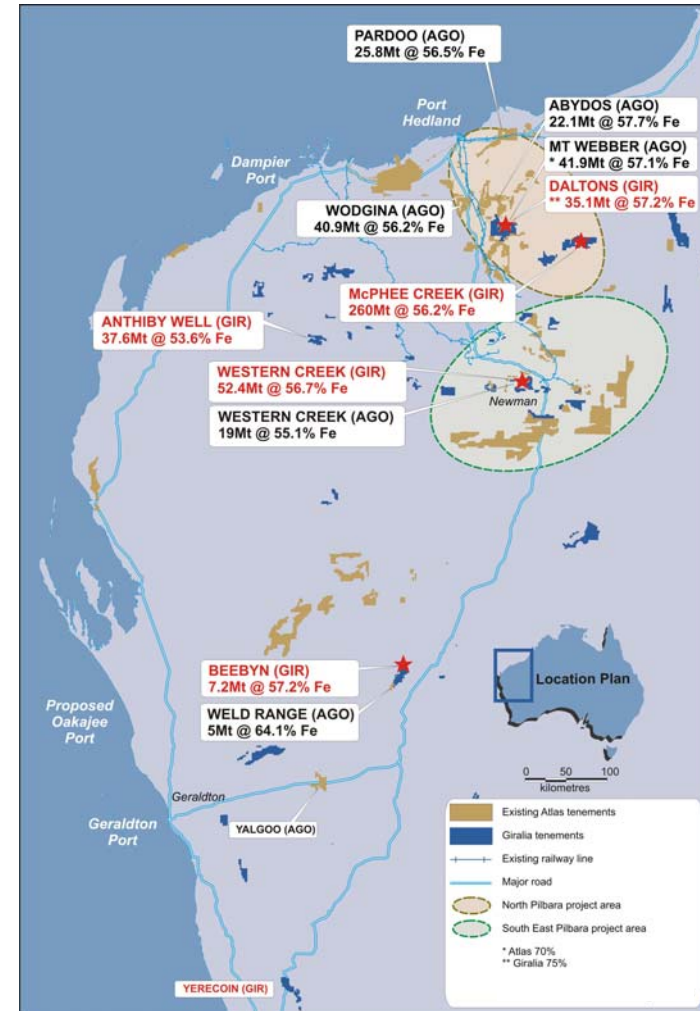 PARDOO (AGO)
25.8Mt @ 56.5% Fe
Port
Hedland
ABYDOS (AGO)
22.1Mt @ 57.7% Fe
MT WEBBER (AGO)
* 41.9Mt @ 57.1% Fe
DALTONS (GIR)
** 35.1Mt @ 57.2% Fe
Dampier
Port
WODGINA (AGO)
40.9Mt @ 56.2% Fe
McPHEE CREEK (GIR)
260Mt @ 56.2% Fe
ANTHIBY WELL (GIR)
37.6Mt @ 53.6% Fe
WESTERN CREEK (GIR)
52.4Mt @ 56.7% Fe
Newman
WESTERN CREEK (AGO)
19Mt @ 55.1% Fe
BEEBYN (GIR)
7.2Mt @ 57.2% Fe
WELD RANGE (AGO)
5Mt @ 64.1% Fe
Location Plan
Proposed
Oakajee
Port
0 50 100
kilometres
Geraldton
Geraldton
Port
YALGOO (AGO)
Existing Atlas tenements
Giralia tenements
Existing railway line
Major road
North Pilbara project area
South East Pilbara project area
* Atlas 70%
** Giralia 75%
YERECOIN (GIR)